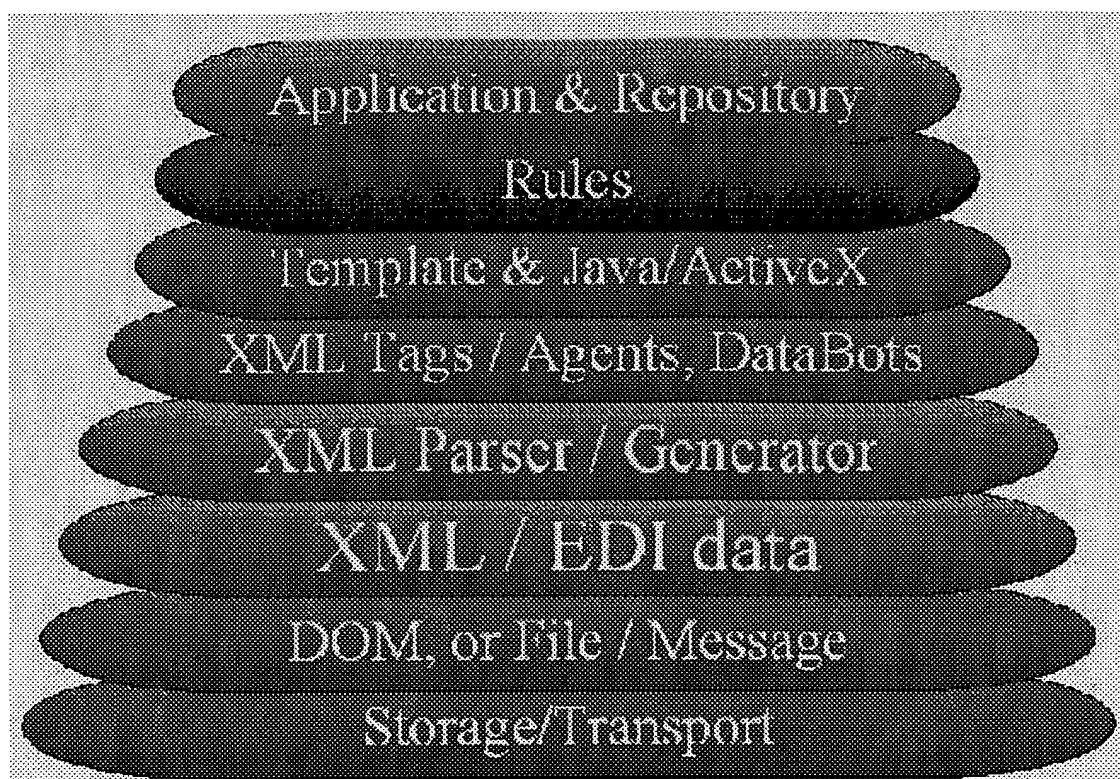 Application & Repository
Rules
Template & Java/ActiveX
XML Tags / Agents, DataBots
XML Parser / Generator
XML / EDI data
DOM, or File / Message
Storage/Transport